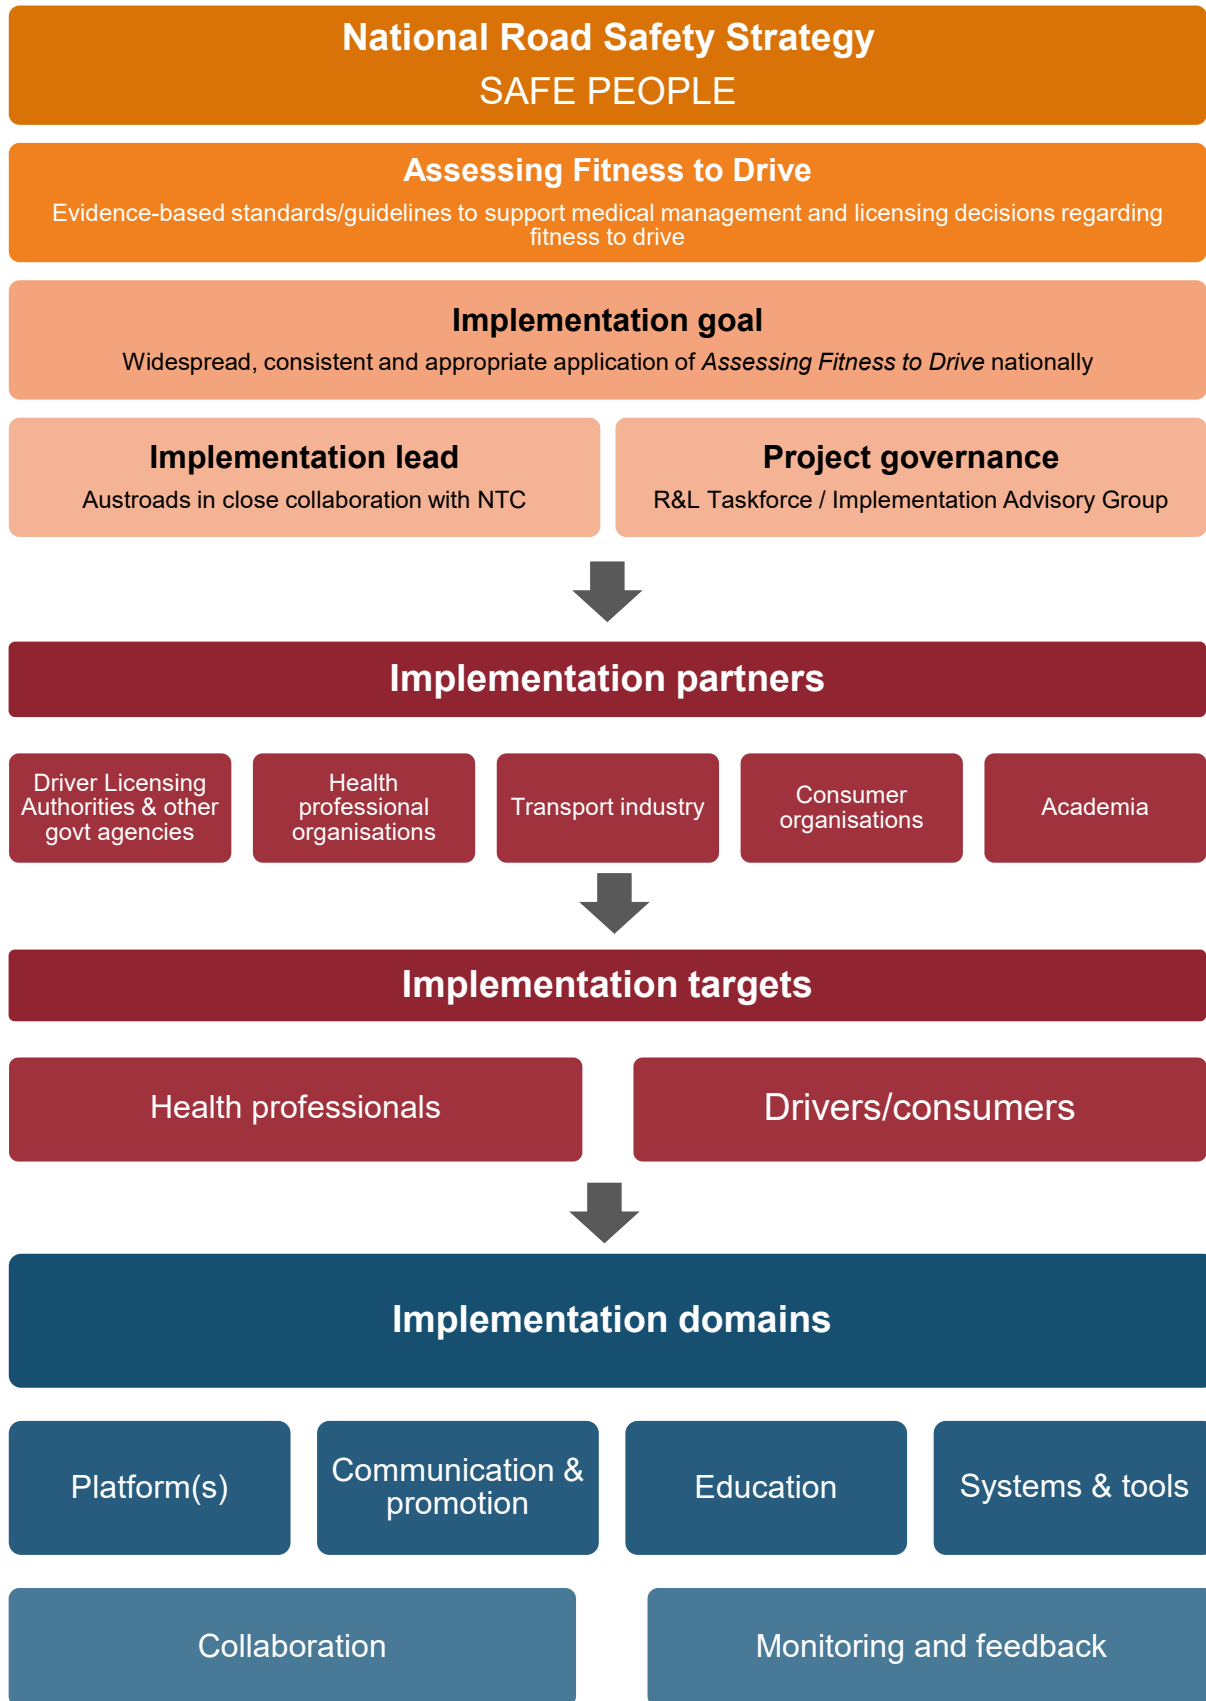 National Road Safety Strategy
SAFE PEOPLE
Assessing Fitness to Drive
Evidence-based standards/guidelines to support medical management and licensing decisions regarding
fitness to drive
Implementation goal
Widespread, consistent and appropriate application of Assessing Fitness to Drive nationally
Implementation lead
Austroads in close collaboration with NTC
Project governance
R&L Taskforce / Implementation Advisory Group
Implementation partners
Driver Licensing
Authorities & other
govt agencies
Health
professional
organisations
Transport industry
Consumer
organisations
Academia
Implementation targets
Health professionals
Drivers/consumers
Implementation domains
Platform(s)
Communication &
promotion
Education
Systems & tools
Collaboration
Monitoring and feedback